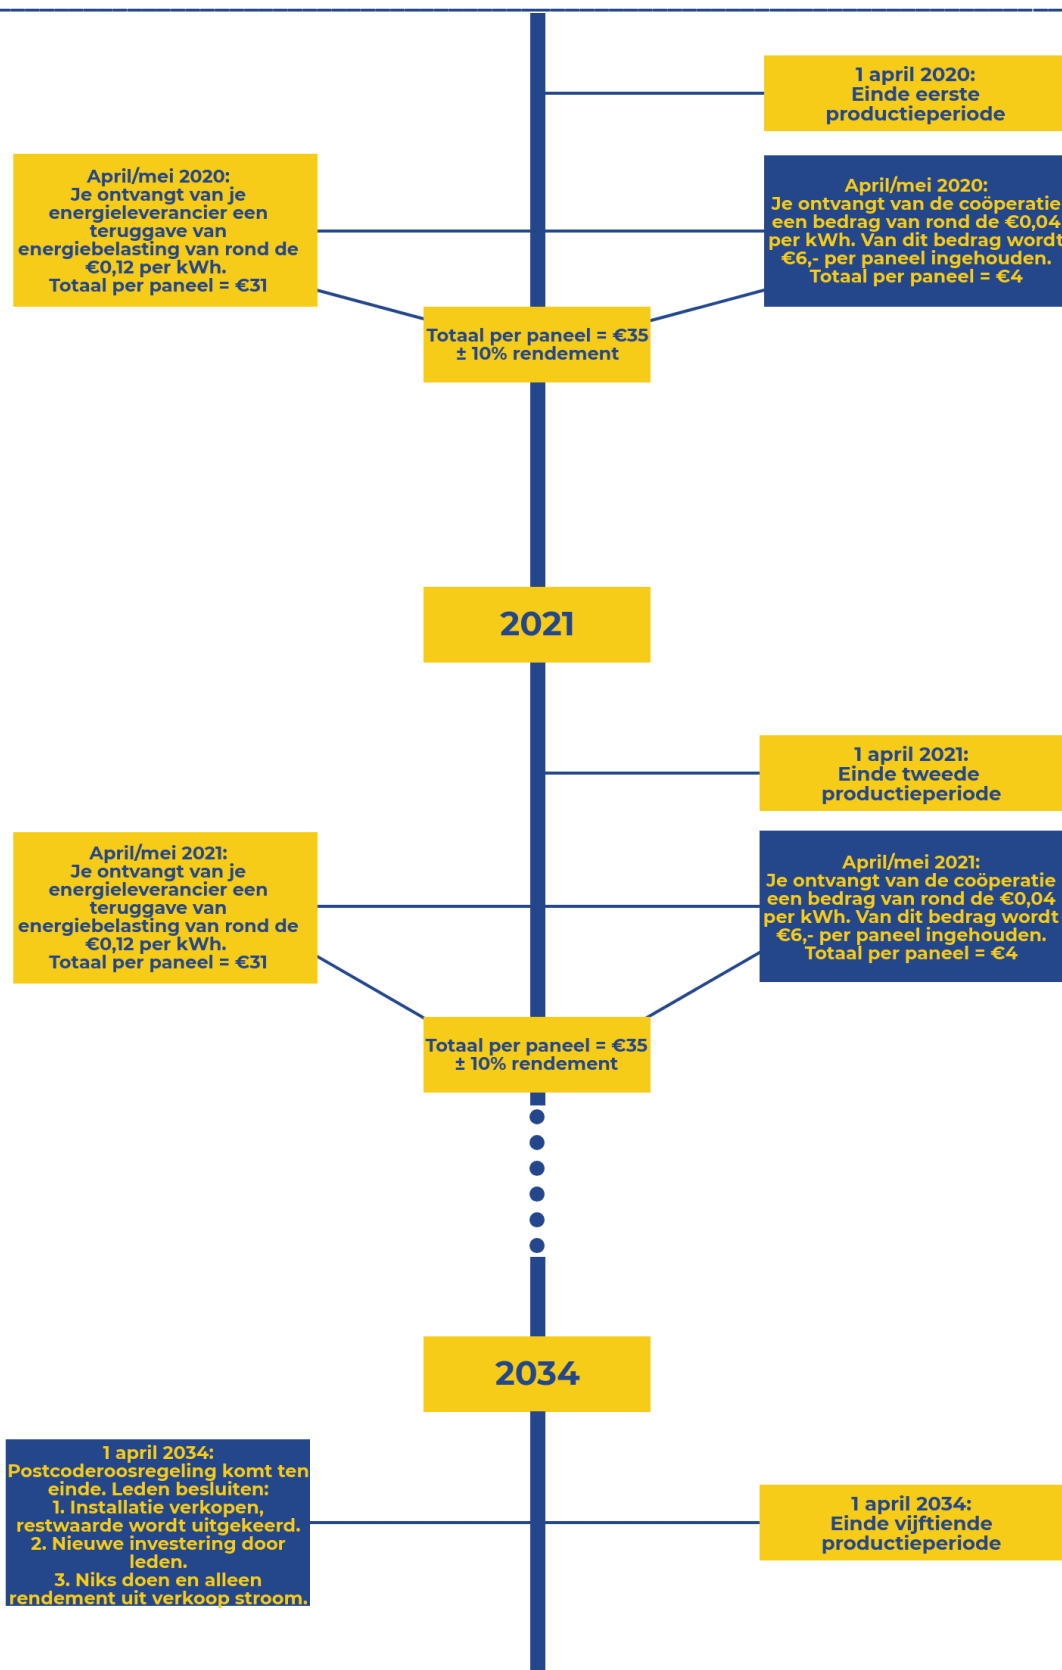 1 april 2020:
Einde eerste
productieperiode
April/mei 2020:
Je ontvangt van je
energieleverancier een
teruggave van
energiebelasting van rond de
€0,12 per kWh.
Totaal per paneel = €31
April/mei 2020:
Je ontvangt van de coöperatie
een bedrag van rond de €0,04
per kWh. Van dit bedrag wordt
€6,- per paneel ingehouden.
Totaal per paneel = €4
Totaal per paneel = €35
± 10% rendement
2021
1 april 2021:
Einde tweede
productieperiode
April/mei 2021:
Je ontvangt van je
energieleverancier een
teruggave van
energiebelasting van rond de
€0,12 per kWh.
Totaal per paneel = €31
April/mei 2021:
Je ontvangt van de coöperatie
een bedrag van rond de €0,04
per kWh. Van dit bedrag wordt
€6,- per paneel ingehouden.
Totaal per paneel = €4
Totaal per paneel = €35
± 10% rendement
2034
1 april 2034:
Postcoderoosregeling komt ten
einde. Leden besluiten:
1. Installatie verkopen,
restwaarde wordt uitgekeerd.
2. Nieuwe investering door
leden.
3. Niks doen en alleen
rendement uit verkoop stroom.
1 april 2034:
Einde vijftiende
productieperiode